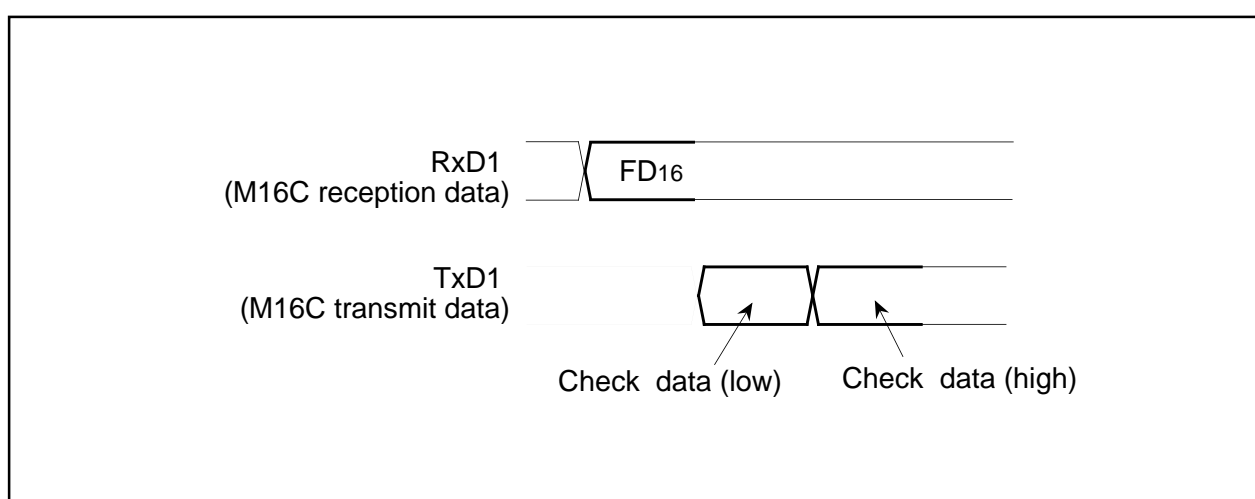 RxD1
(M16C reception data)
FD16
TxD1
(M16C transmit data)
Check data (low)
Check data (high)